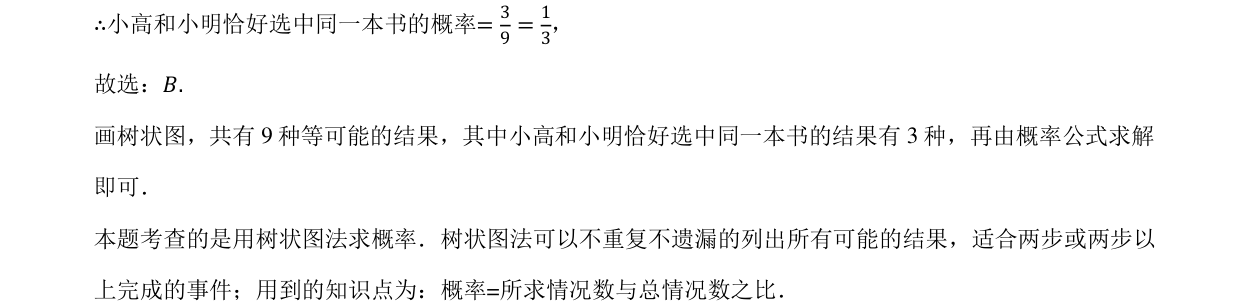 ∴小高和小明恰好选中同一本书的概率= 3/9 = 1/3,
故选：B.
画树状图，共有 9 种等可能的结果，其中小高和小明恰好选中同一本书的结果有 3 种，再由概率公式求解
即可．
本题考查的是用树状图法求概率．树状图法可以不重复不遗漏的列出所有可能的结果，适合两步或两步以
上完成的事件；用到的知识点为：概率=所求情况数与总情况数之比．